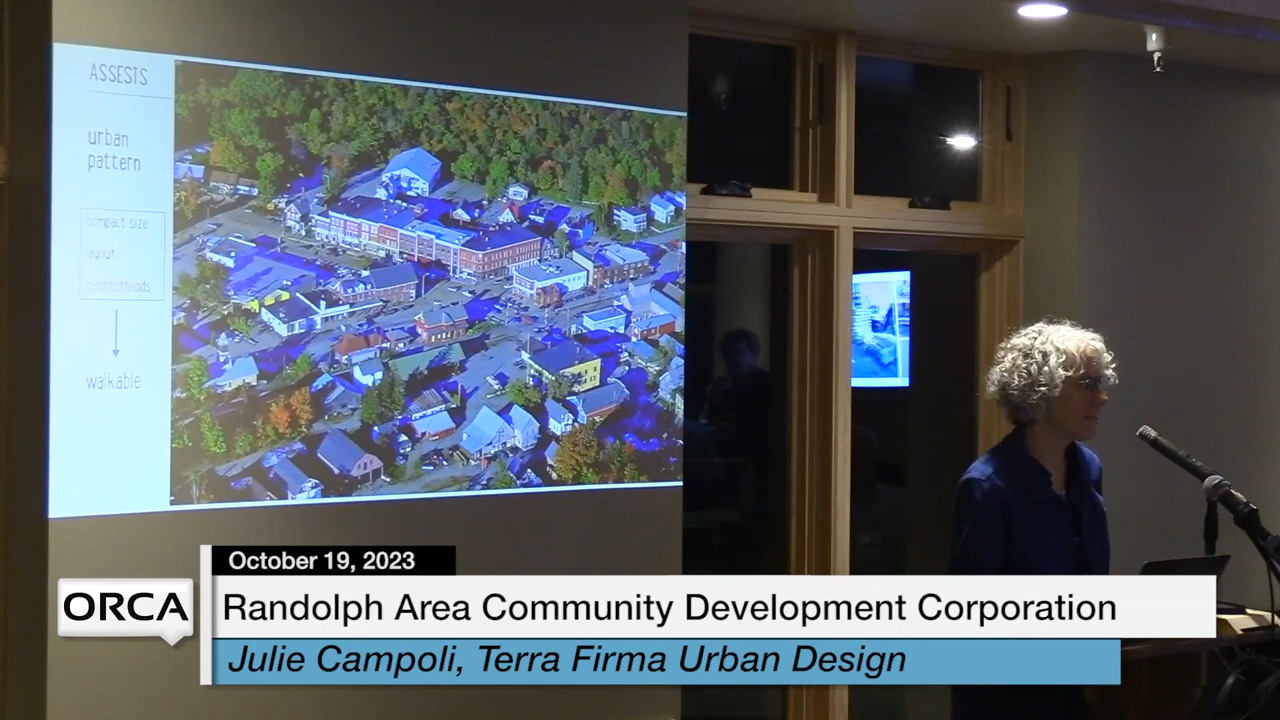 ASSESTS
urban
pattern
compact size
layout
neighborhoods
walkable
October 19, 2023
ORCA
Randolph Area Community Development Corporation
Julie Campoli, Terra Firma Urban Design